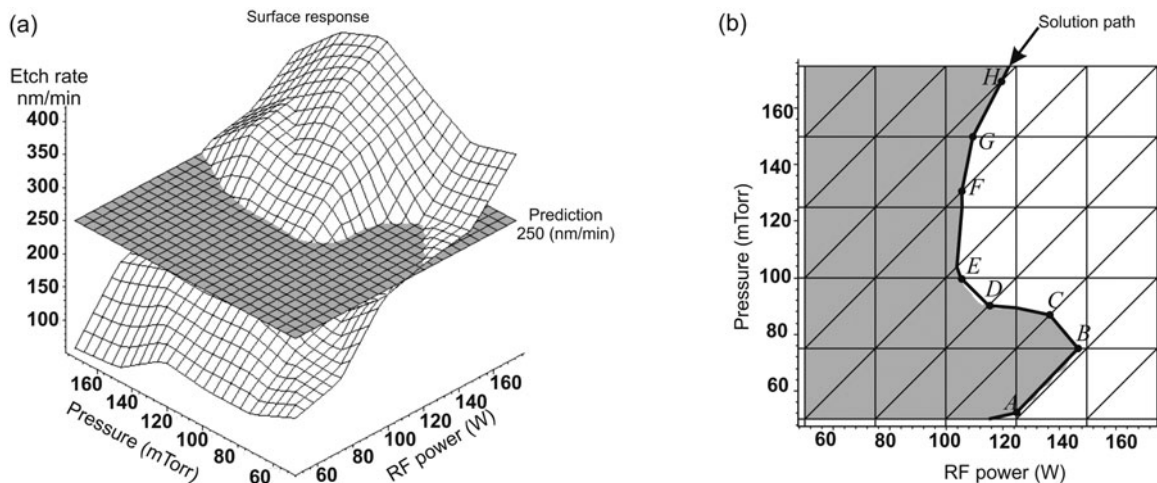 (a)
Surface response
Etch rate
nm/min
400
350
300
250
200
150
100
Prediction
250 (nm/min)
160
140
120
100
80
60
Pressure (mTorr)
60
80
100
120
140
160
RF power (W)
(b)
Solution path
160
140
120
100
80
60
Pressure (mTorr)
H
G
F
E
D
C
B
A
60 80 100 120 140 160
RF power (W)